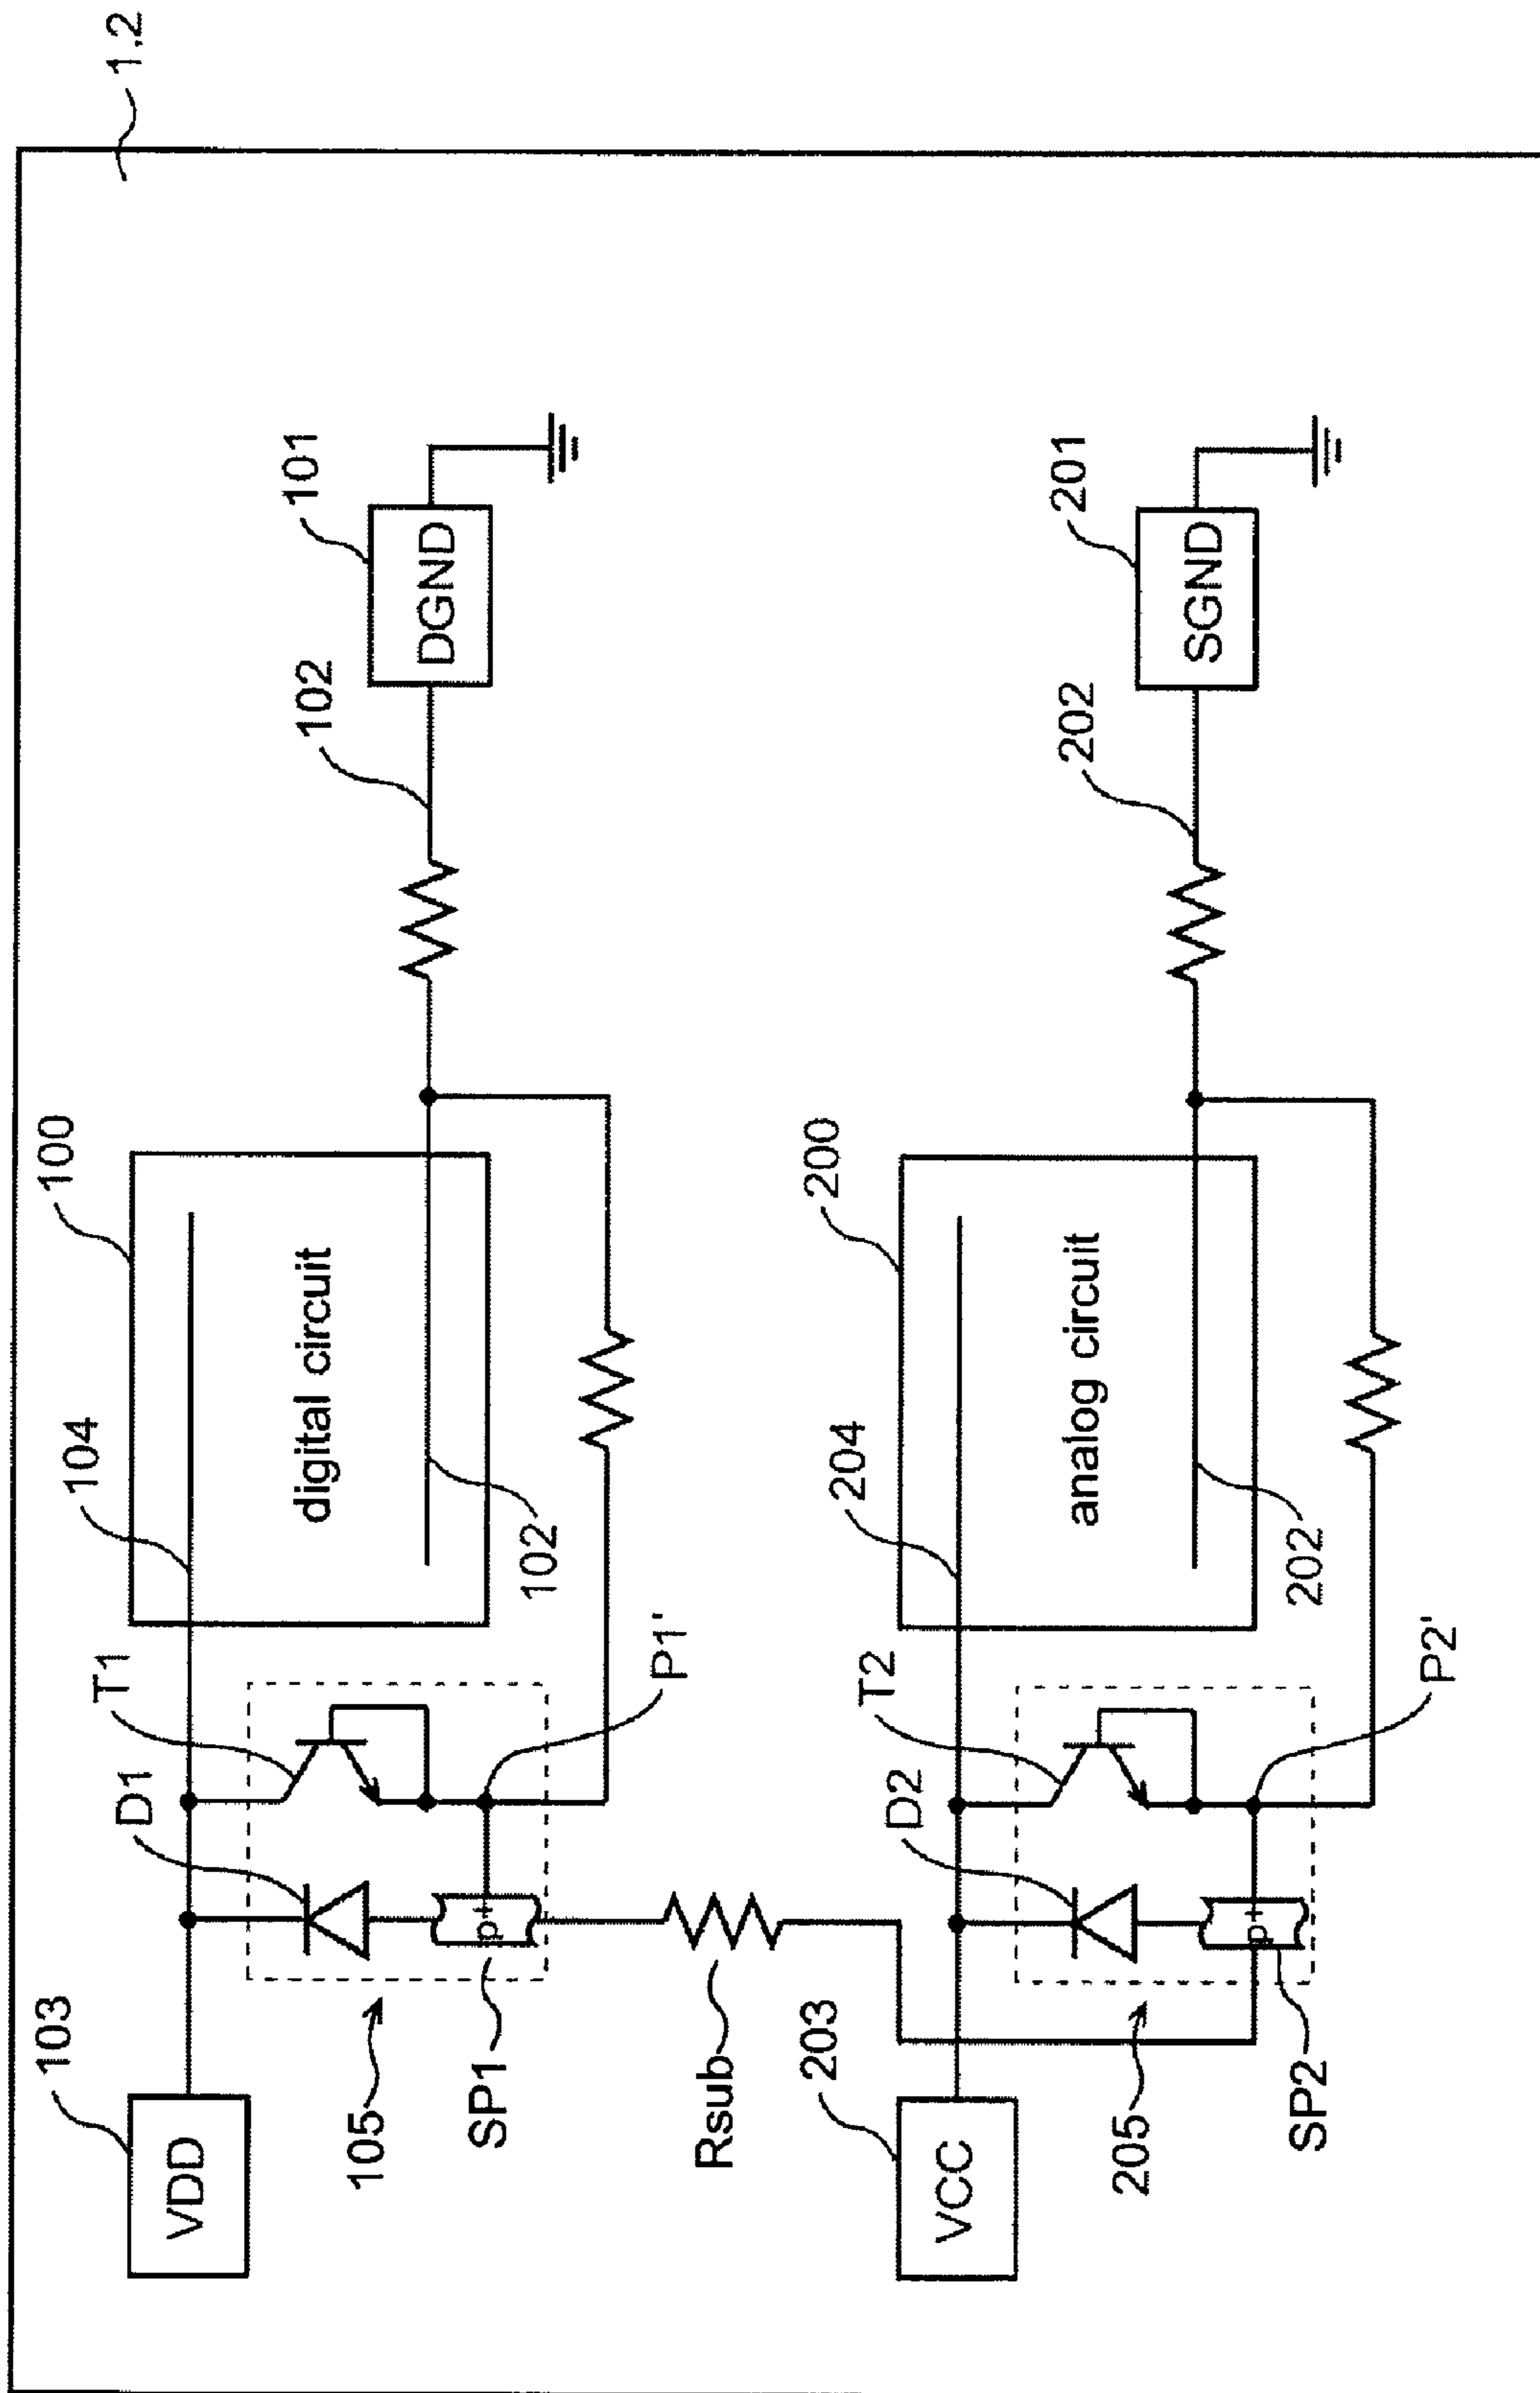 1.2
103
VDD
D1
T1
104
100
digital circuit
102
102
101
DGND
105
SP1
P1'
Rsub
203
VCC
D2
T2
204
200
analog circuit
202
202
201
SGND
205
SP2
P2'
p+
p+